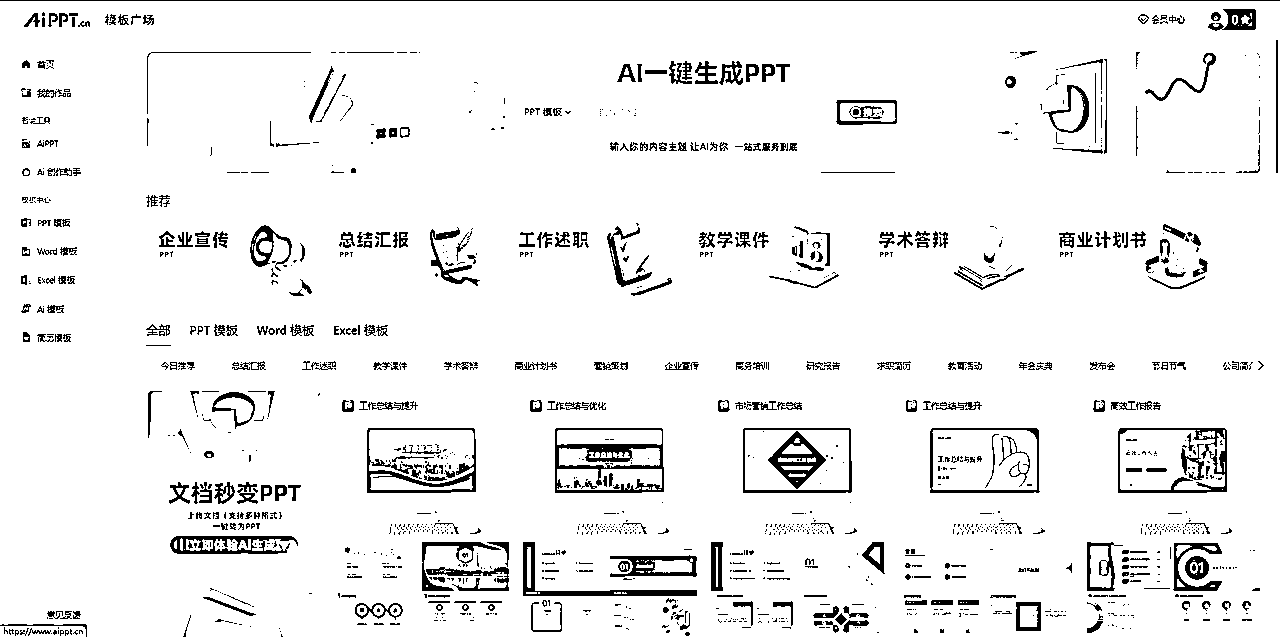 AiPPT.cn 模板广场
会员中心
0
首页
我的作品
AiPPT
Ai 创作助手
PPT 模板
Word 模板
Excel 模板
Ai 模板
简历模板
常见反馈
https://www.aippt.cn
AI一键生成PPT
PPT 模板
输入你的内容主题 让AI为你 一站式服务到底
推荐
企业宣传
PPT
总结汇报
PPT
工作述职
PPT
教学课件
PPT
学术答辩
PPT
商业计划书
PPT
全部 PPT 模板 Word 模板 Excel 模板
今日推荐 总结汇报 工作述职 教学课件 学术答辩 商业计划书 营销策划 企业宣传 商务培训 研究报告 求职简历 教育活动 年会庆典 发布会 节日节气 公司简介
文档秒变PPT
上传文档（支持多种格式）
一键转为PPT
立即体验AI生成
工作总结与提升
工作总结与优化
市场营销工作总结
工作总结与提升
高效工作报告
工作总结与提升
01
01
01
01